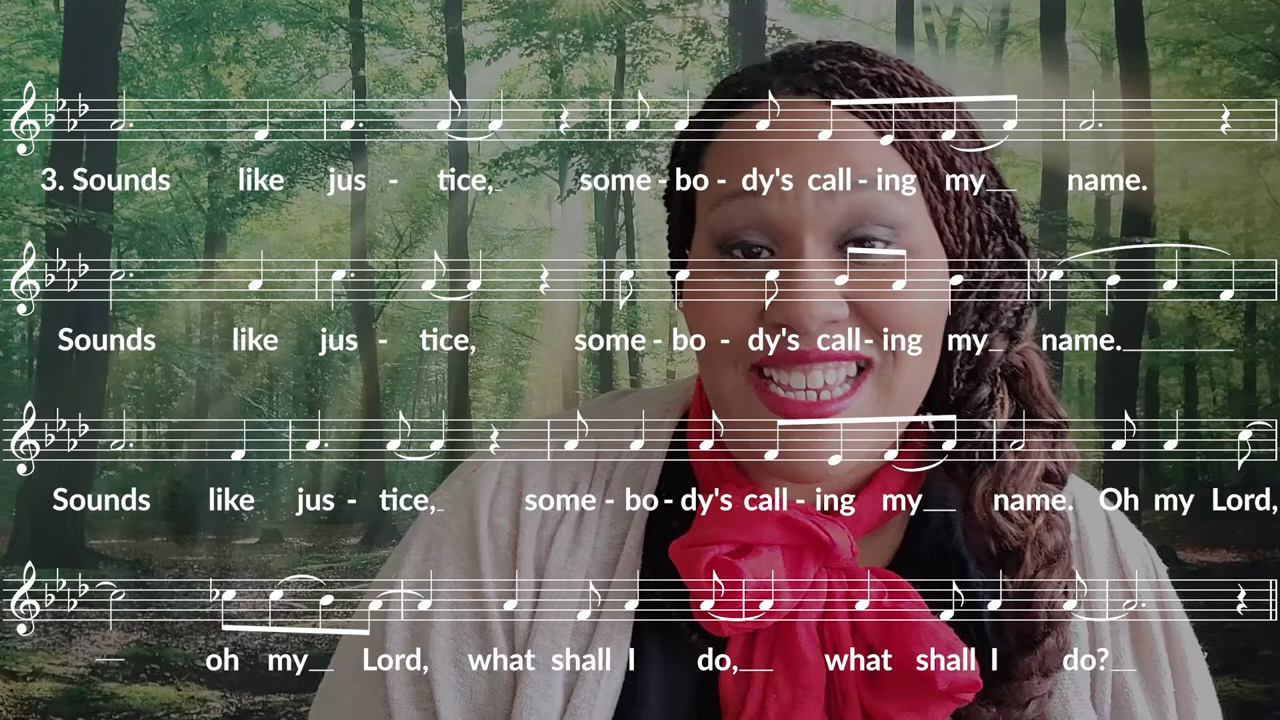 3. Sounds like jus - tice,_ some - bo - dy's call - ing my__ name.
Sounds like jus - tice, some - bo - dy's call - ing my_ name.________
Sounds like jus - tice,_ some - bo - dy's call - ing my__ name. Oh my Lord,
__ oh my__ Lord, what shall I do,__ what shall I do?__